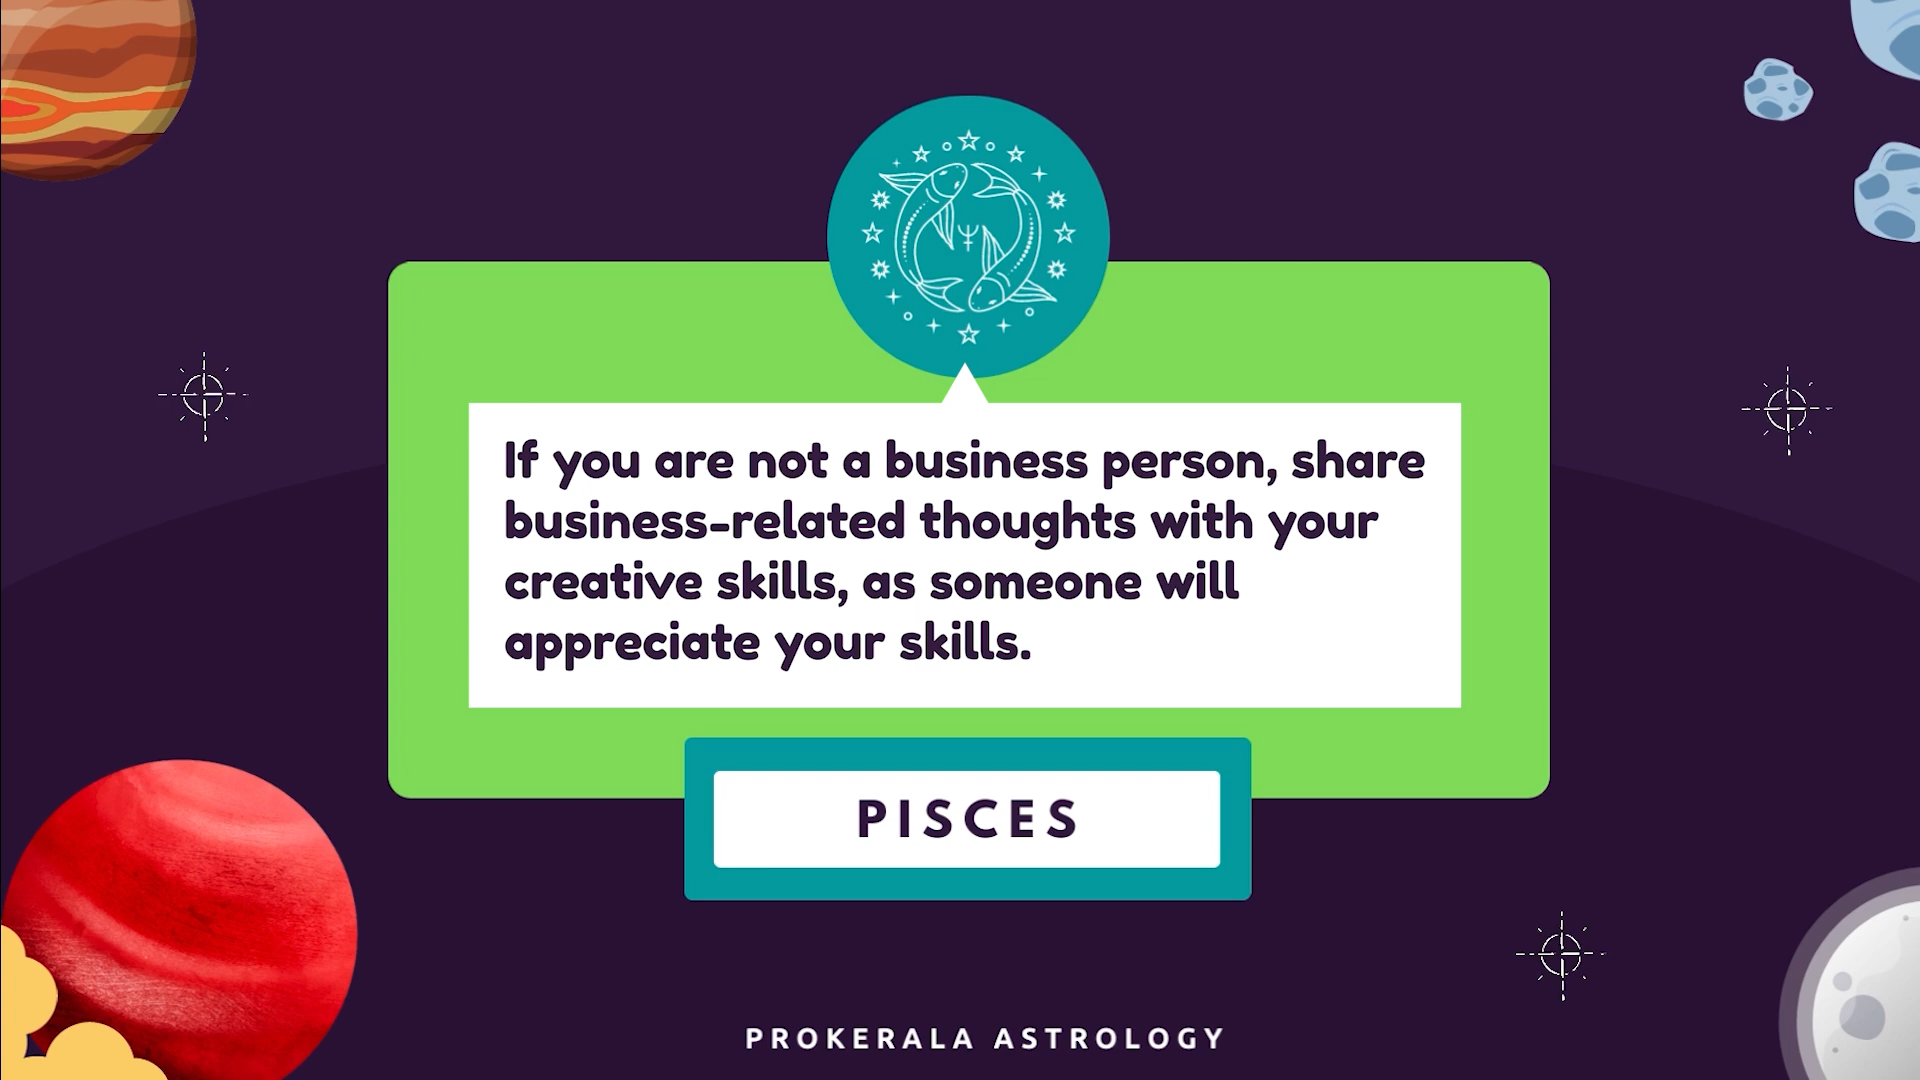 If you are not a business person, share
business-related thoughts with your
creative skills, as someone will
appreciate your skills.
PISCES
PROKERALA ASTROLOGY